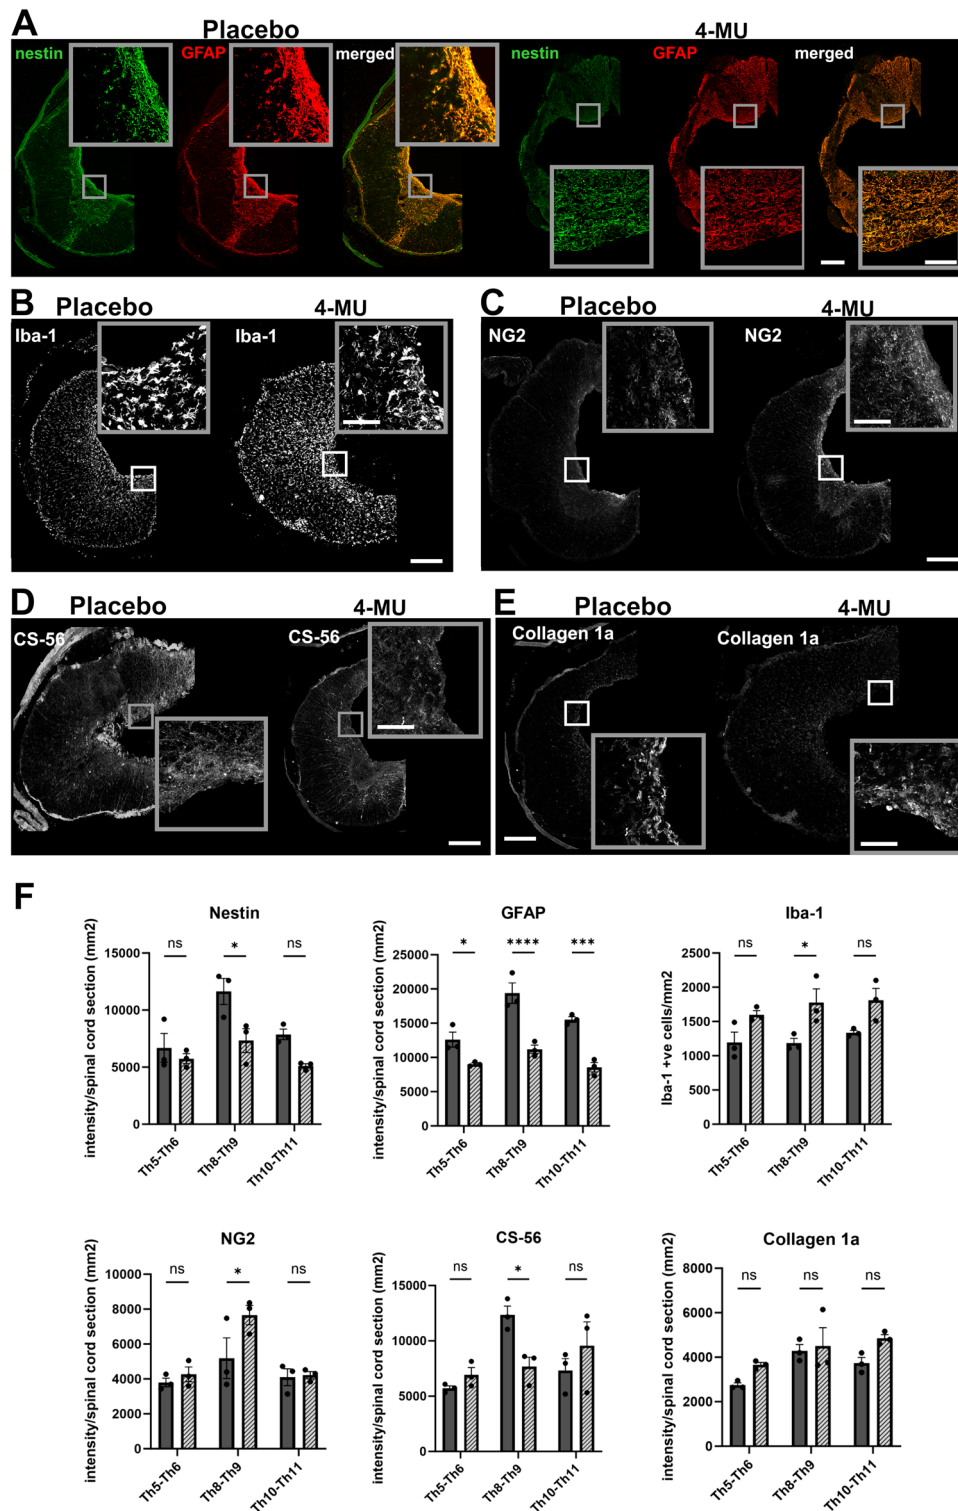 A
Placebo
4-MU
nestin
GFAP
merged
nestin
GFAP
merged
B
Placebo
4-MU
Iba-1
Iba-1
C
Placebo
4-MU
NG2
NG2
D
Placebo
4-MU
CS-56
CS-56
E
Placebo
4-MU
Collagen 1a
Collagen 1a
F
Nestin
intensity/spinal cord section (mm2)
15000
10000
5000
0
ns
*
ns
Th5-Th6
Th8-Th9
Th10-Th11
GFAP
intensity/spinal cord section (mm2)
25000
20000
15000
10000
5000
0
*
****
***
Th5-Th6
Th8-Th9
Th10-Th11
Iba-1
Iba-1 +ve cells/mm2
2500
2000
1500
1000
500
0
ns
*
ns
Th5-Th6
Th8-Th9
Th10-Th11
NG2
intensity/spinal cord section (mm2)
10000
8000
6000
4000
2000
0
ns
*
ns
Th5-Th6
Th8-Th9
Th10-Th11
CS-56
intensity/spinal cord section (mm2)
15000
10000
5000
0
ns
*
ns
Th5-Th6
Th8-Th9
Th10-Th11
Collagen 1a
intensity/spinal cord section (mm2)
8000
6000
4000
2000
0
ns
ns
ns
Th5-Th6
Th8-Th9
Th10-Th11